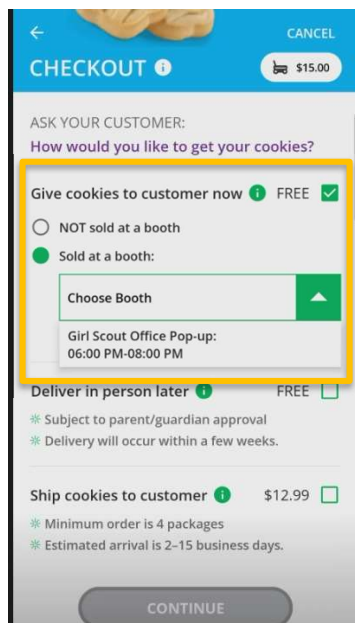 CANCEL
CHECKOUT
$15.00
ASK YOUR CUSTOMER:
How would you like to get your cookies?
Give cookies to customer now FREE
NOT sold at a booth
Sold at a booth:
Choose Booth
Girl Scout Office Pop-up:
06:00 PM-08:00 PM
Deliver in person later FREE
Subject to parent/guardian approval
Delivery will occur within a few weeks.
Ship cookies to customer $12.99
Minimum order is 4 packages
Estimated arrival is 2–15 business days.
CONTINUE